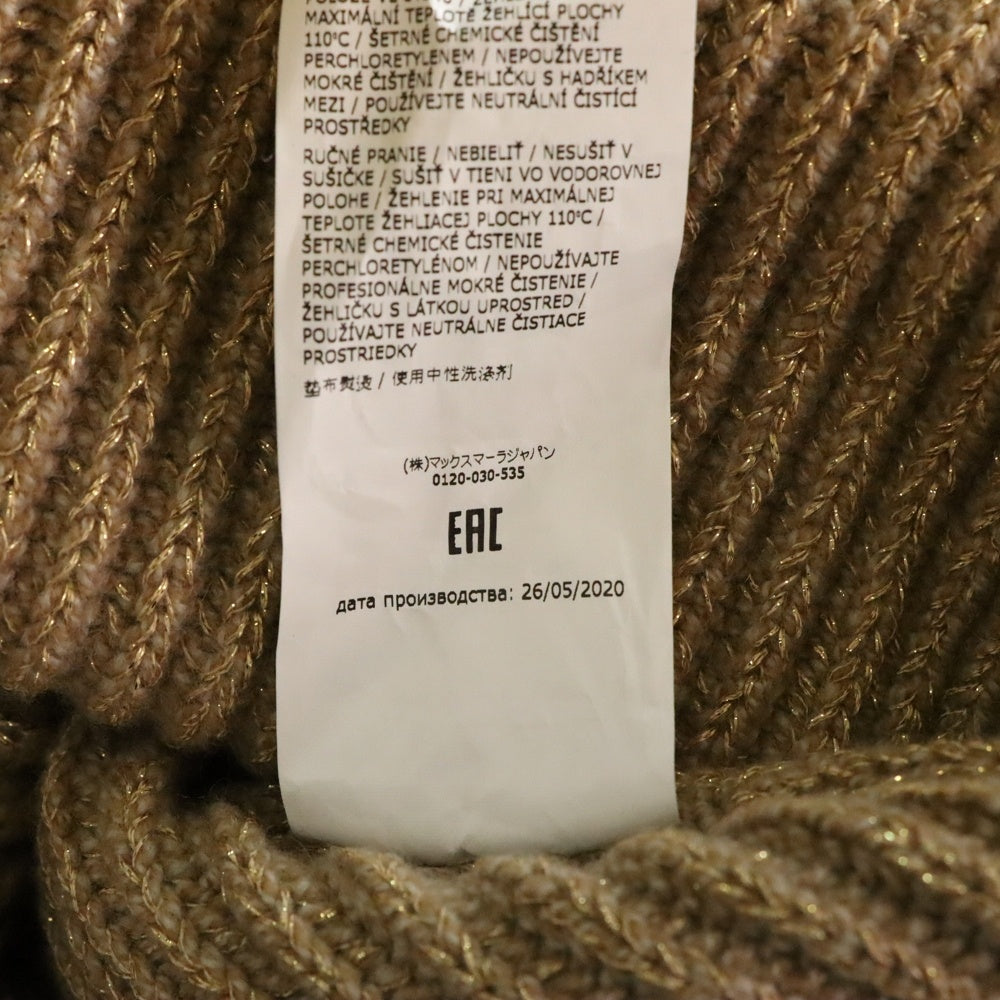 MAXIMÁLNÍ TEPLOTĚ ŽEHLÍCÍ PLOCHY
110°C / ŠETRNÉ CHEMICKÉ ČIŠTĚNÍ
PERCHLORETYLENEM / NEPOUŽÍVEJTE
MOKRÉ ČIŠTĚNÍ / ŽEHLIČKU S HADŘÍKEM
MEZI / POUŽÍVEJTE NEUTRÁLNÍ ČISTÍCÍ
PROSTŘEDKY
RUČNÉ PRANIE / NEBIELIŤ / NESUŠIŤ V
SUŠIČKE / SUŠIŤ V TIENI VO VODOROVNEJ
POLOHE / ŽEHLENIE PRI MAXIMÁLNEJ
TEPLOTE ŽEHLIACEJ PLOCHY 110°C /
ŠETRNÉ CHEMICKÉ ČISTENIE
PERCHLORETYLÉNOM / NEPOUŽÍVAJTE
PROFESIONÁLNE MOKRÉ ČISTENIE /
ŽEHLIČKU S LÁTKOU UPROSTRED /
POUŽÍVAJTE NEUTRÁLNE ČISTIACE
PROSTRIEDKY
垫布熨烫 / 使用中性洗涤剂
(株)マックスマーラジャパン
0120-030-535
EAC
дата производства: 26/05/2020